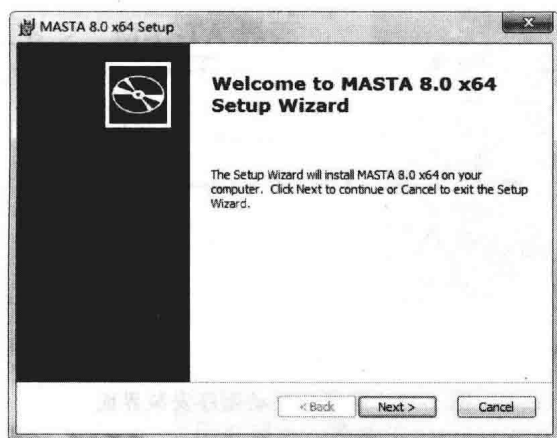 MASTA 8.0 x64 Setup
Welcome to MASTA 8.0 x64
Setup Wizard
The Setup Wizard will install MASTA 8.0 x64 on your
computer. Click Next to continue or Cancel to exit the Setup
Wizard.
< Back
Next >
Cancel